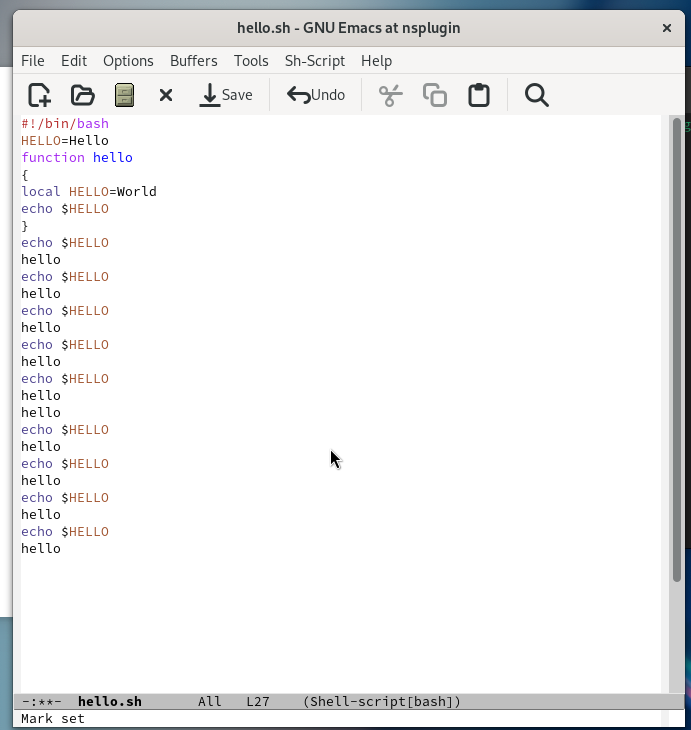 hello.sh - GNU Emacs at nsplugin
File Edit Options Buffers Tools Sh-Script Help
Save Undo
#!/bin/bash
HELLO=Hello
function hello
{
local HELLO=World
echo $HELLO
}
echo $HELLO
hello
echo $HELLO
hello
echo $HELLO
hello
echo $HELLO
hello
echo $HELLO
hello
hello
echo $HELLO
hello
echo $HELLO
hello
echo $HELLO
hello
echo $HELLO
hello
-:**- hello.sh All L27 (Shell-script[bash])
Mark set